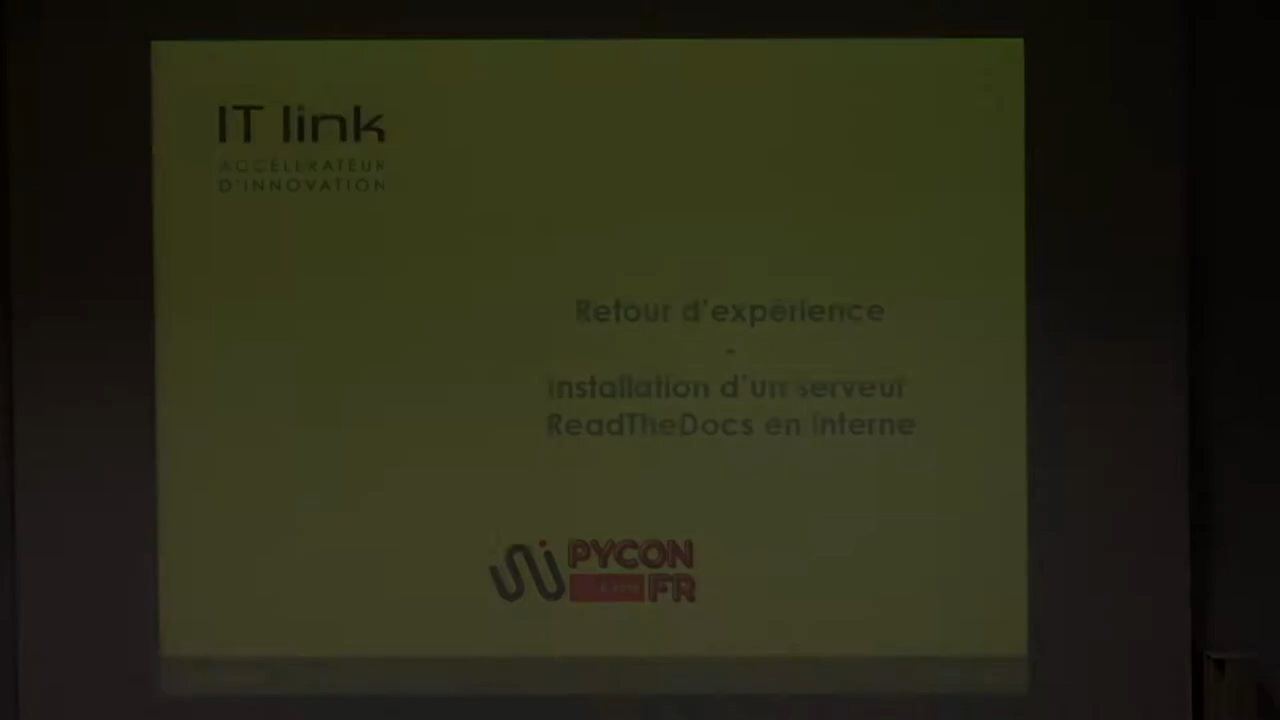 IT link
ACCÉLÉRATEUR
D'INNOVATION
Retour d'expérience
-
Installation d'un serveur
ReadTheDocs en interne
PYCON
FR